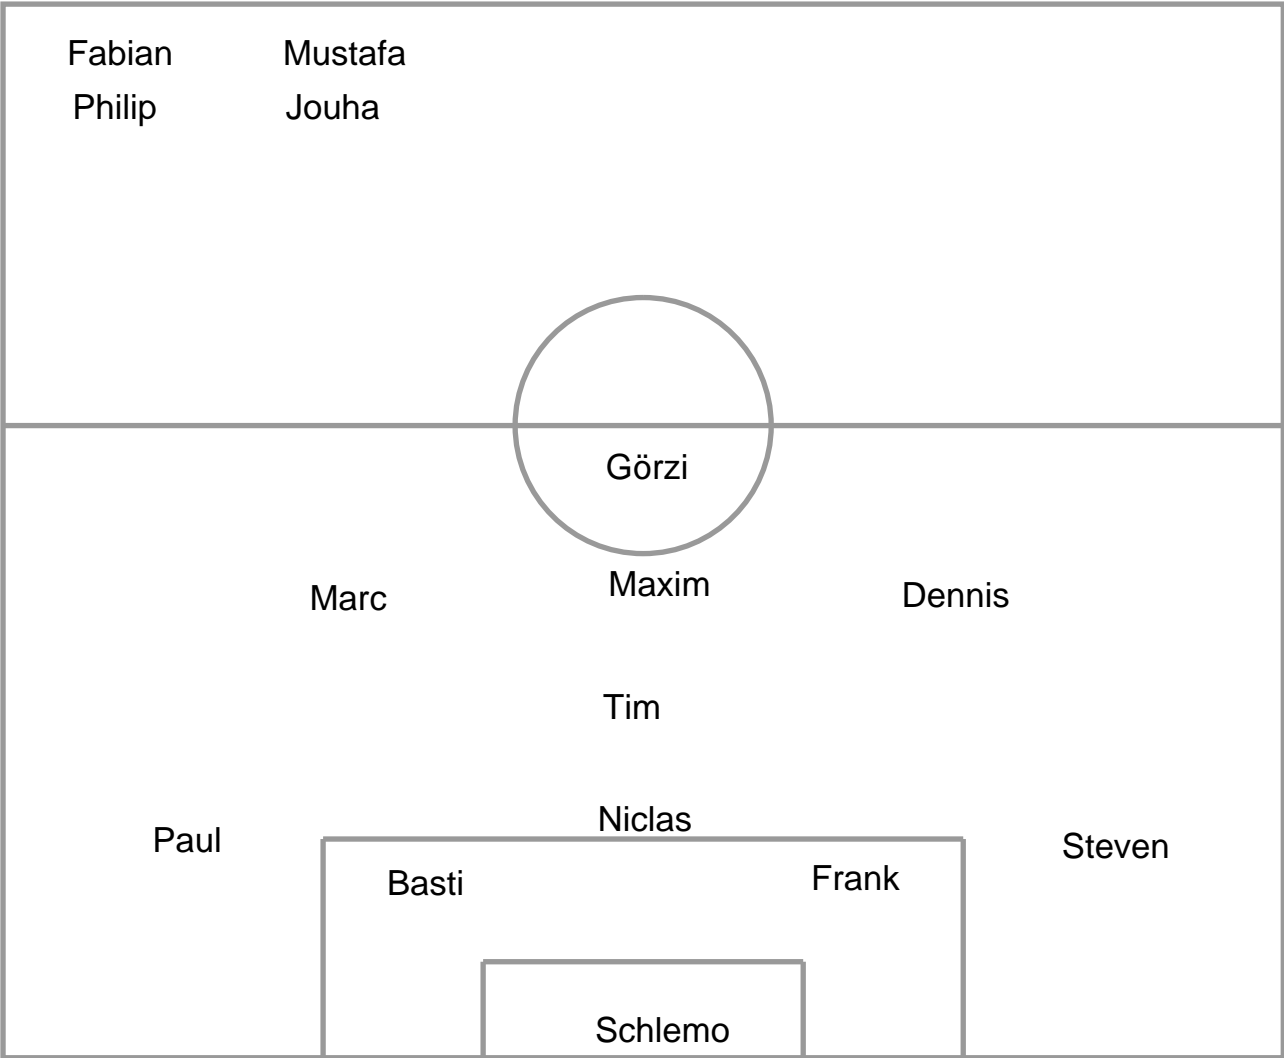 Fabian Mustafa
Philip Jouha
Görzi
Marc Maxim Dennis
Tim
Paul Niclas Steven
Basti Frank
Schlemo